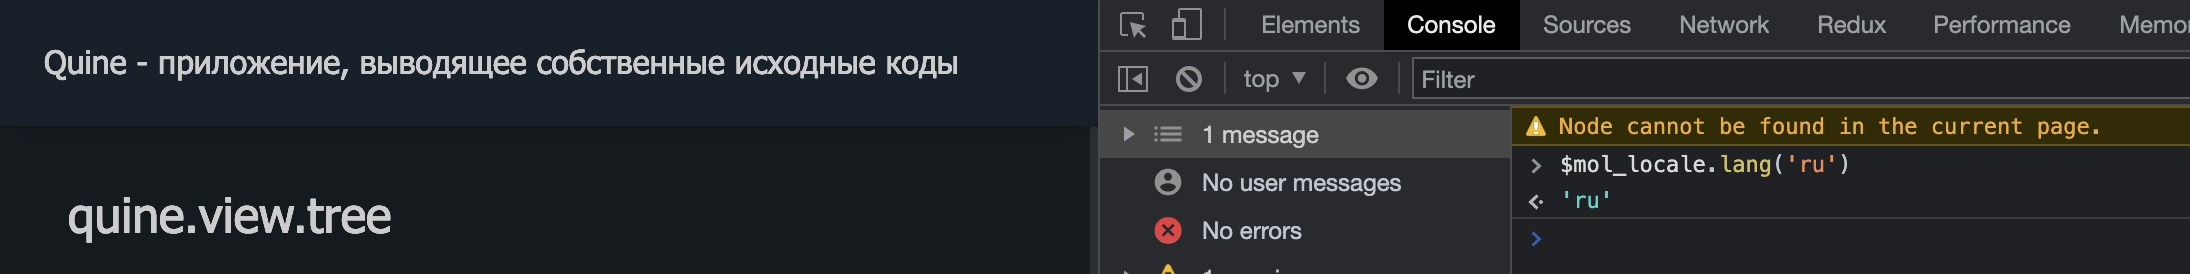 Quine - приложение, выводящее собственные исходные коды
quine.view.tree
Elements Console Sources Network Redux Performance
top Filter
1 message
No user messages
No errors
Node cannot be found in the current page.
> $mol_locale.lang('ru')
'ru'
>